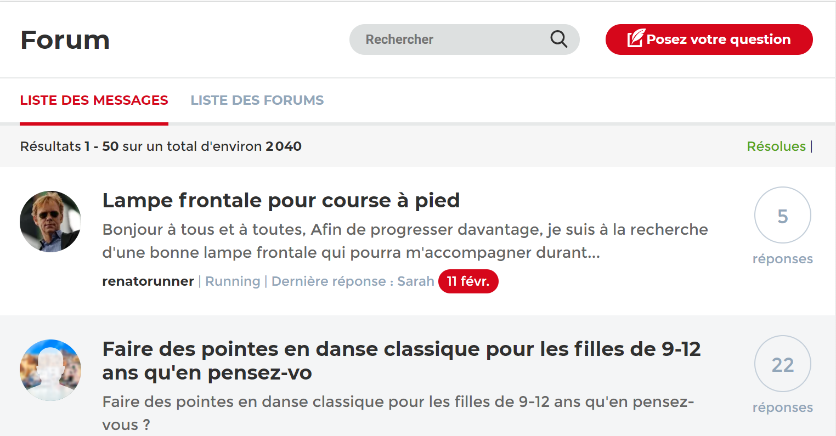 Forum
Rechercher
Posez votre question
LISTE DES MESSAGES
LISTE DES FORUMS
Résultats 1 - 50 sur un total d'environ 2 040
Résolues |
Lampe frontale pour course à pied
Bonjour à tous et à toutes, Afin de progresser davantage, je suis à la recherche
d'une bonne lampe frontale qui pourra m'accompagner durant...
renatorunner | Running | Dernière réponse : Sarah 11 févr.
5
réponses
Faire des pointes en danse classique pour les filles de 9-12
ans qu'en pensez-vo
Faire des pointes en danse classique pour les filles de 9-12 ans qu'en pensez-
vous ?
22
réponses